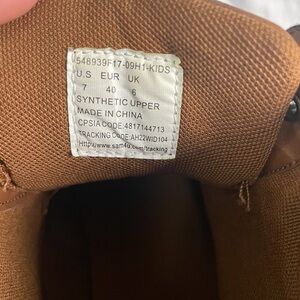 548939F17-09H1-KIDS
U.S EUR UK
7 40 6
SYNTHETIC UPPER
MADE IN CHINA
CPSIA CODE:4817144713
TRACKING CODE:AH22WID104
Http://www.sam4u.com/tracking